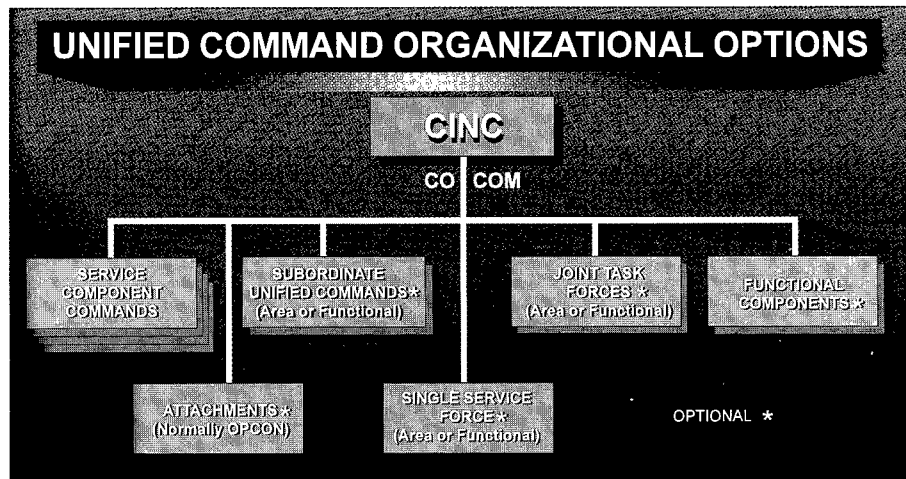 UNIFIED COMMAND ORGANIZATIONAL OPTIONS
CINC
CO COM
SERVICE
COMPONENT
COMMANDS
SUBORDINATE
UNIFIED COMMANDS*
(Area or Functional)
JOINT TASK
FORCES *
(Area or Functional)
FUNCTIONAL
COMPONENTS *
ATTACHMENTS *
(Normally OPCON)
SINGLE SERVICE
FORCE *
(Area or Functional)
OPTIONAL *